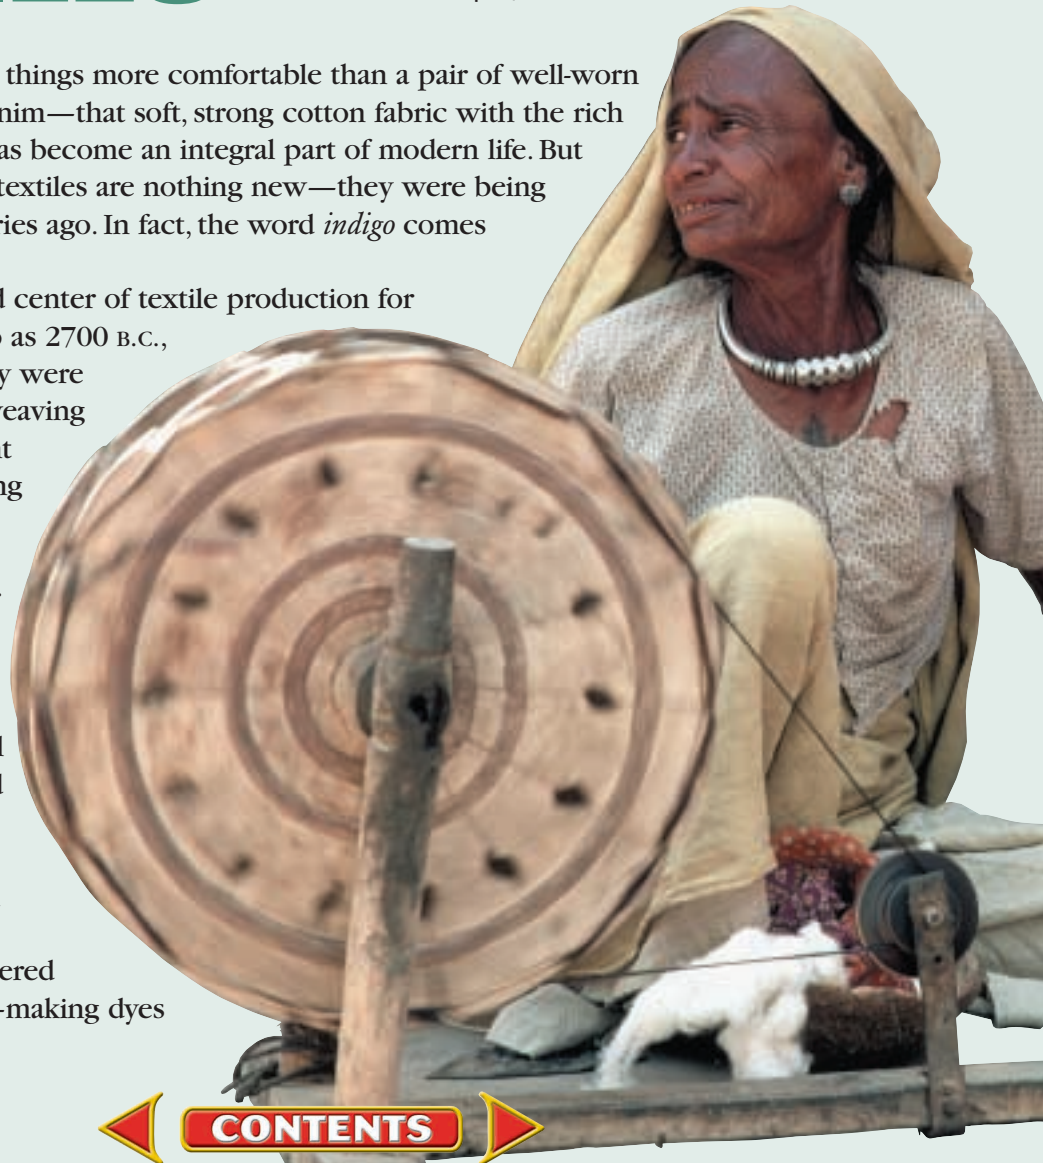 things more comfortable than a pair of well-worn
nim—that soft, strong cotton fabric with the rich
as become an integral part of modern life. But
textiles are nothing new—they were being
ries ago. In fact, the word indigo comes
d center of textile production for
o as 2700 B.C.,
y were
eaving
t
ng
l
d
ered
-making dyes
CONTENTS